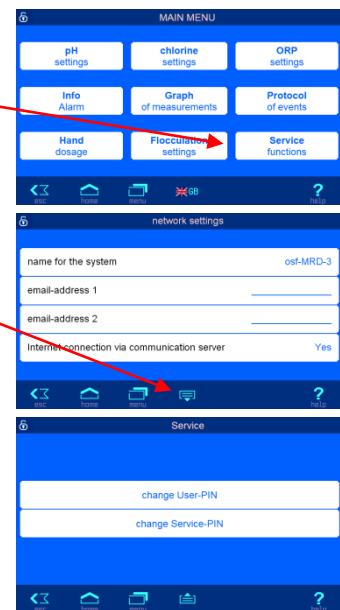 MAIN MENU
pH chlorine ORP
settings settings settings
Info Graph Protocol
Alarm of measurements of events
Hand Flocculation Service
dosage settings functions
esc home menu GB help
network settings
name for the system osf-MRD-3
email-address 1
email-address 2
Internet connection via communication server Yes
esc home menu help
Service
change User-PIN
change Service-PIN
esc home menu help